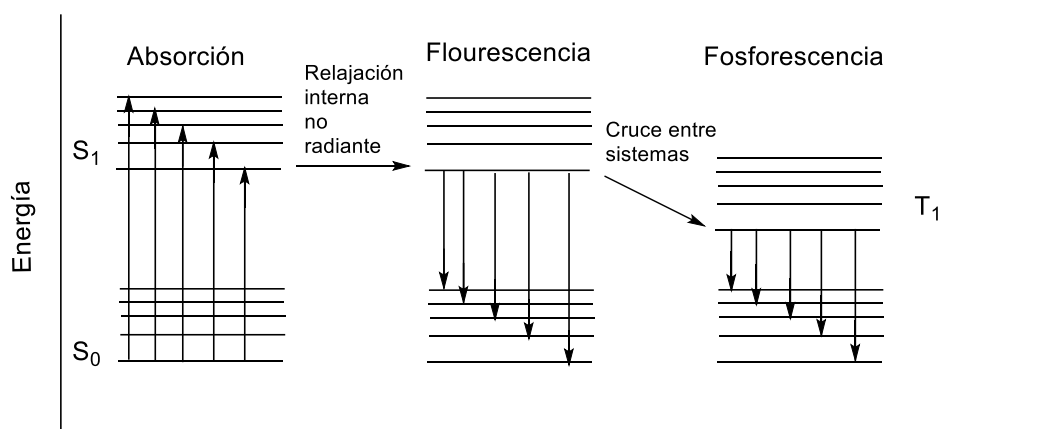 Absorción
Flourescencia
Fosforescencia
Relajación
interna
no
radiante
Cruce entre
sistemas
S1
T1
Energía
S0